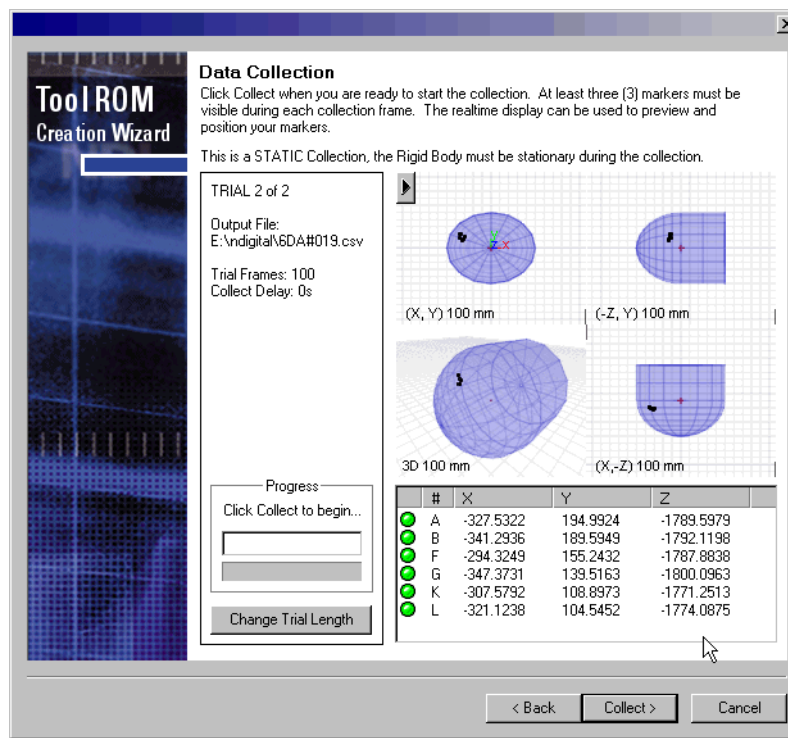 Tool ROM
Creation Wizard
Data Collection
Click Collect when you are ready to start the collection. At least three (3) markers must be
visible during each collection frame. The realtime display can be used to preview and
position your markers.
This is a STATIC Collection, the Rigid Body must be stationary during the collection.
TRIAL 2 of 2
Output File:
E:\ndigital\6DA#019.csv
Trial Frames: 100
Collect Delay: 0s
Y
Z X
(X, Y) 100 mm
(-Z, Y) 100 mm
3D 100 mm
(X,-Z) 100 mm
Progress
Click Collect to begin...
Change Trial Length
# X Y Z
A -327.5322 194.9924 -1789.5979
B -341.2936 189.5949 -1792.1198
F -294.3249 155.2432 -1787.8838
G -347.3731 139.5163 -1800.0963
K -307.5792 108.8973 -1771.2513
L -321.1238 104.5452 -1774.0875
< Back
Collect >
Cancel